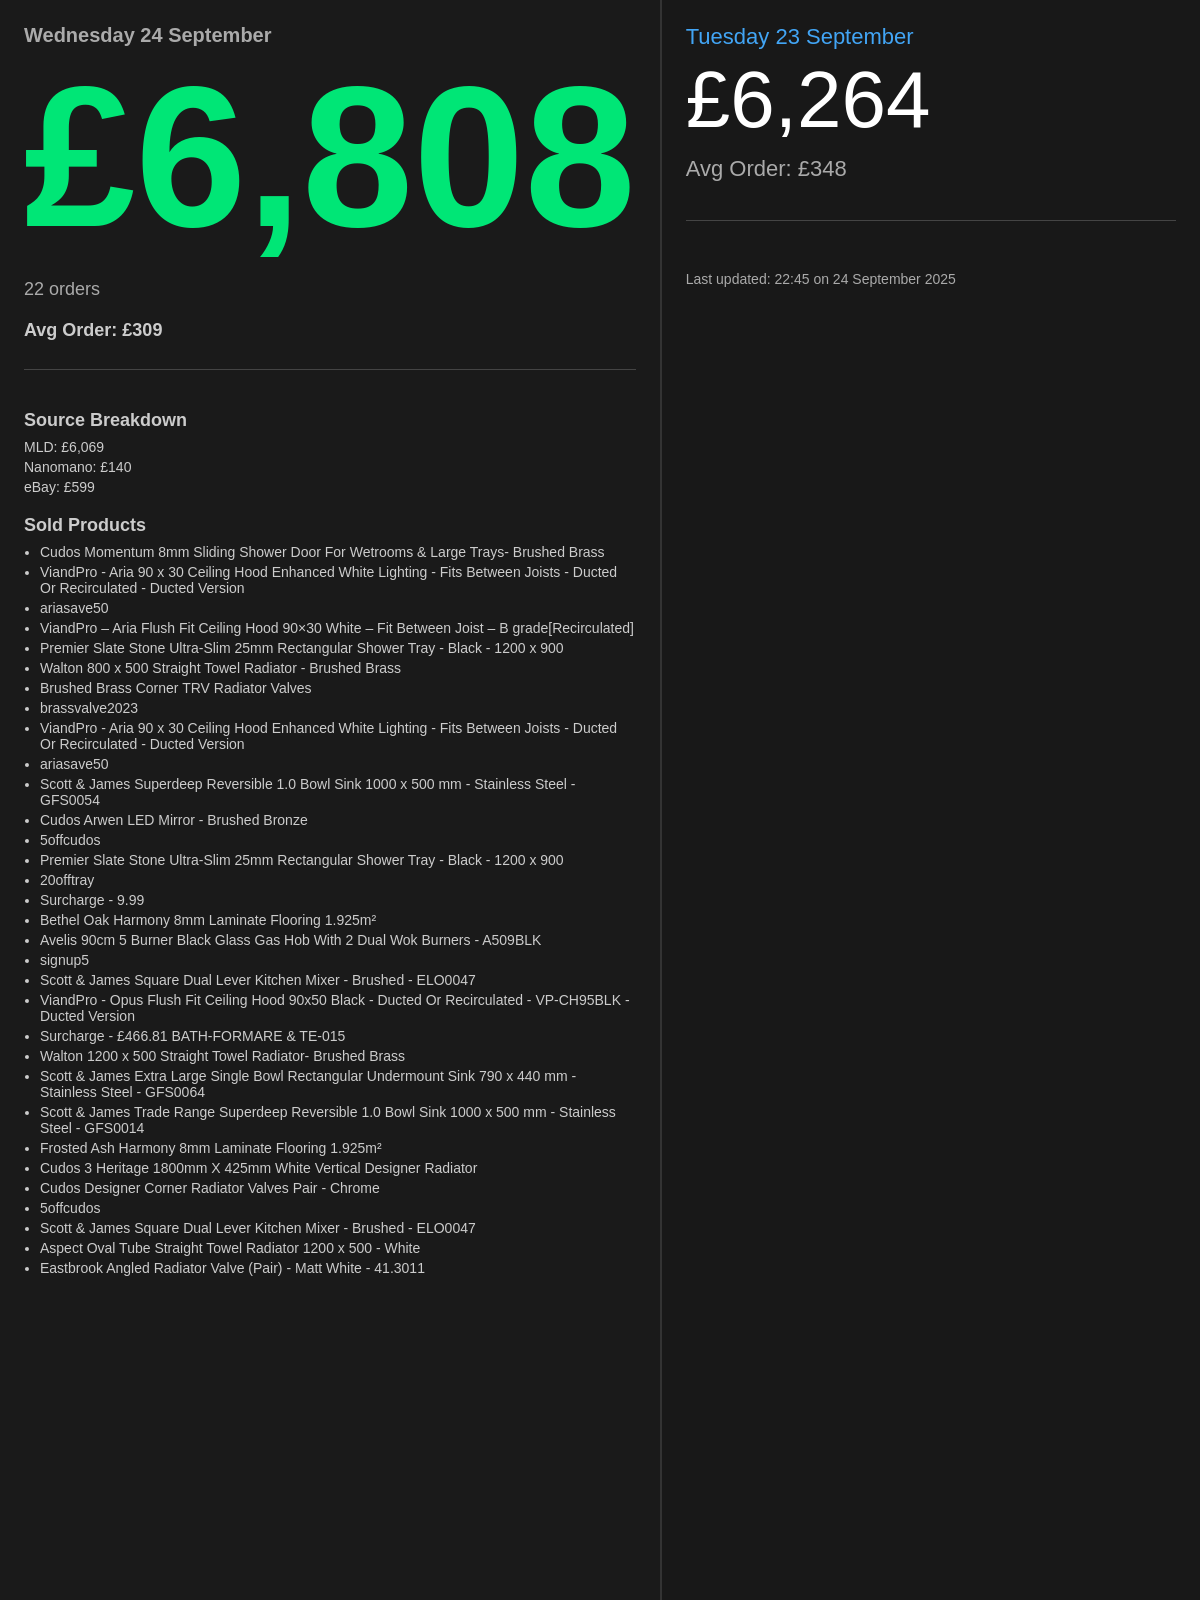 Wednesday 24 September
£6,808
22 orders
Avg Order: £309
Source Breakdown
MLD: £6,069
Nanomano: £140
eBay: £599
Sold Products
• Cudos Momentum 8mm Sliding Shower Door For Wetrooms & Large Trays- Brushed Brass
• ViandPro - Aria 90 x 30 Ceiling Hood Enhanced White Lighting - Fits Between Joists - Ducted
Or Recirculated - Ducted Version
• ariasave50
• ViandPro – Aria Flush Fit Ceiling Hood 90×30 White – Fit Between Joist – B grade[Recirculated]
• Premier Slate Stone Ultra-Slim 25mm Rectangular Shower Tray - Black - 1200 x 900
• Walton 800 x 500 Straight Towel Radiator - Brushed Brass
• Brushed Brass Corner TRV Radiator Valves
• brassvalve2023
• ViandPro - Aria 90 x 30 Ceiling Hood Enhanced White Lighting - Fits Between Joists - Ducted
Or Recirculated - Ducted Version
• ariasave50
• Scott & James Superdeep Reversible 1.0 Bowl Sink 1000 x 500 mm - Stainless Steel -
GFS0054
• Cudos Arwen LED Mirror - Brushed Bronze
• 5offcudos
• Premier Slate Stone Ultra-Slim 25mm Rectangular Shower Tray - Black - 1200 x 900
• 20offtray
• Surcharge - 9.99
• Bethel Oak Harmony 8mm Laminate Flooring 1.925m²
• Avelis 90cm 5 Burner Black Glass Gas Hob With 2 Dual Wok Burners - A509BLK
• signup5
• Scott & James Square Dual Lever Kitchen Mixer - Brushed - ELO0047
• ViandPro - Opus Flush Fit Ceiling Hood 90x50 Black - Ducted Or Recirculated - VP-CH95BLK -
Ducted Version
• Surcharge - £466.81 BATH-FORMARE & TE-015
• Walton 1200 x 500 Straight Towel Radiator- Brushed Brass
• Scott & James Extra Large Single Bowl Rectangular Undermount Sink 790 x 440 mm -
Stainless Steel - GFS0064
• Scott & James Trade Range Superdeep Reversible 1.0 Bowl Sink 1000 x 500 mm - Stainless
Steel - GFS0014
• Frosted Ash Harmony 8mm Laminate Flooring 1.925m²
• Cudos 3 Heritage 1800mm X 425mm White Vertical Designer Radiator
• Cudos Designer Corner Radiator Valves Pair - Chrome
• 5offcudos
• Scott & James Square Dual Lever Kitchen Mixer - Brushed - ELO0047
• Aspect Oval Tube Straight Towel Radiator 1200 x 500 - White
• Eastbrook Angled Radiator Valve (Pair) - Matt White - 41.3011
Tuesday 23 September
£6,264
Avg Order: £348
Last updated: 22:45 on 24 September 2025